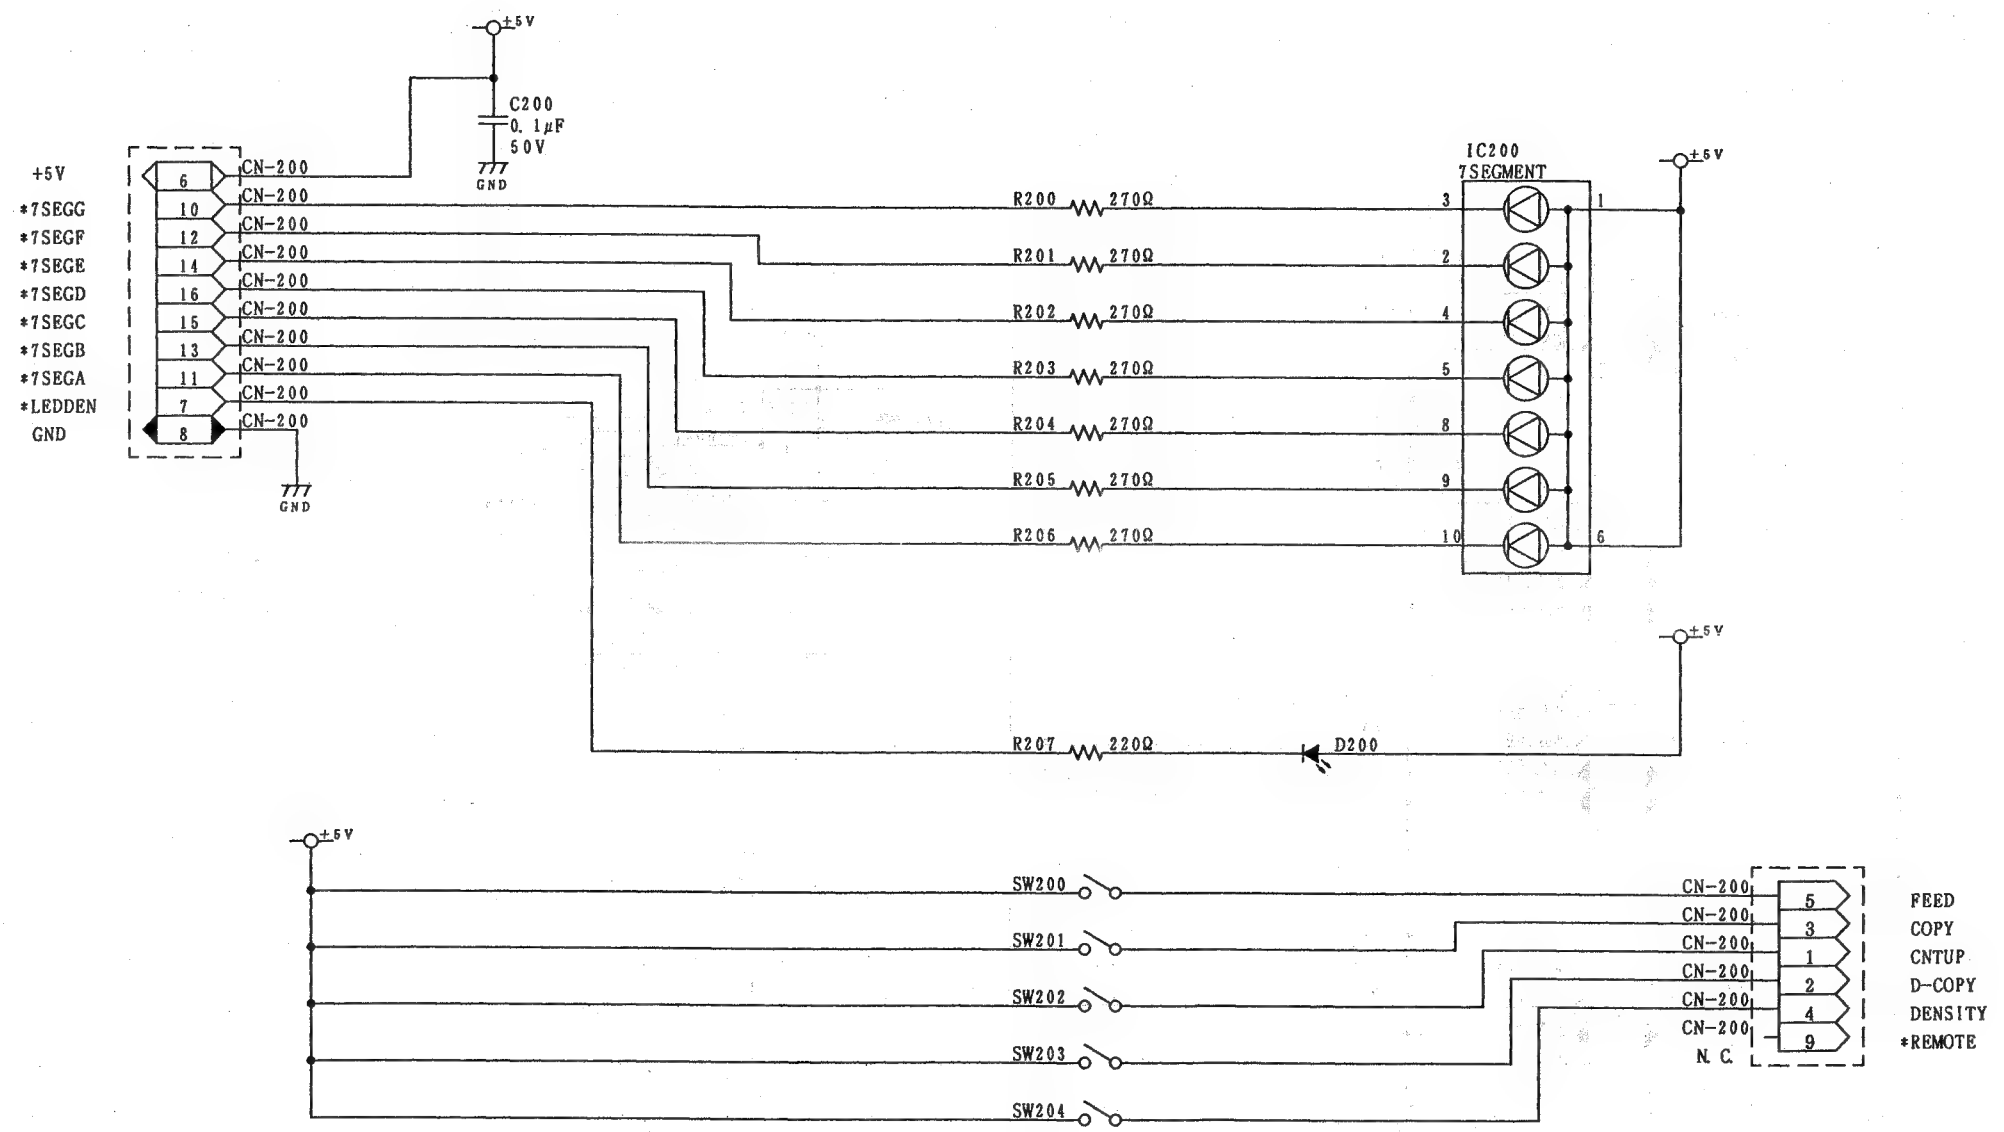 +5V
C200
0.1μF
50V
GND
+5V
6
CN-200
*7SEGG
10
CN-200
*7SEGF
12
CN-200
*7SEGE
14
CN-200
*7SEGD
16
CN-200
*7SEGC
15
CN-200
*7SEGB
13
CN-200
*7SEGA
11
CN-200
*LEDDEN
7
CN-200
GND
8
CN-200
GND
IC200
7SEGMENT
+5V
R200 270Ω 3 1
R201 270Ω 2
R202 270Ω 4
R203 270Ω 5
R204 270Ω 8
R205 270Ω 9
R206 270Ω 10 6
+5V
R207 220Ω D200
+5V
SW200
SW201
SW202
SW203
SW204
CN-200 5 FEED
CN-200 3 COPY
CN-200 1 CNTUP
CN-200 2 D-COPY
CN-200 4 DENSITY
CN-200 9 *REMOTE
N.C.